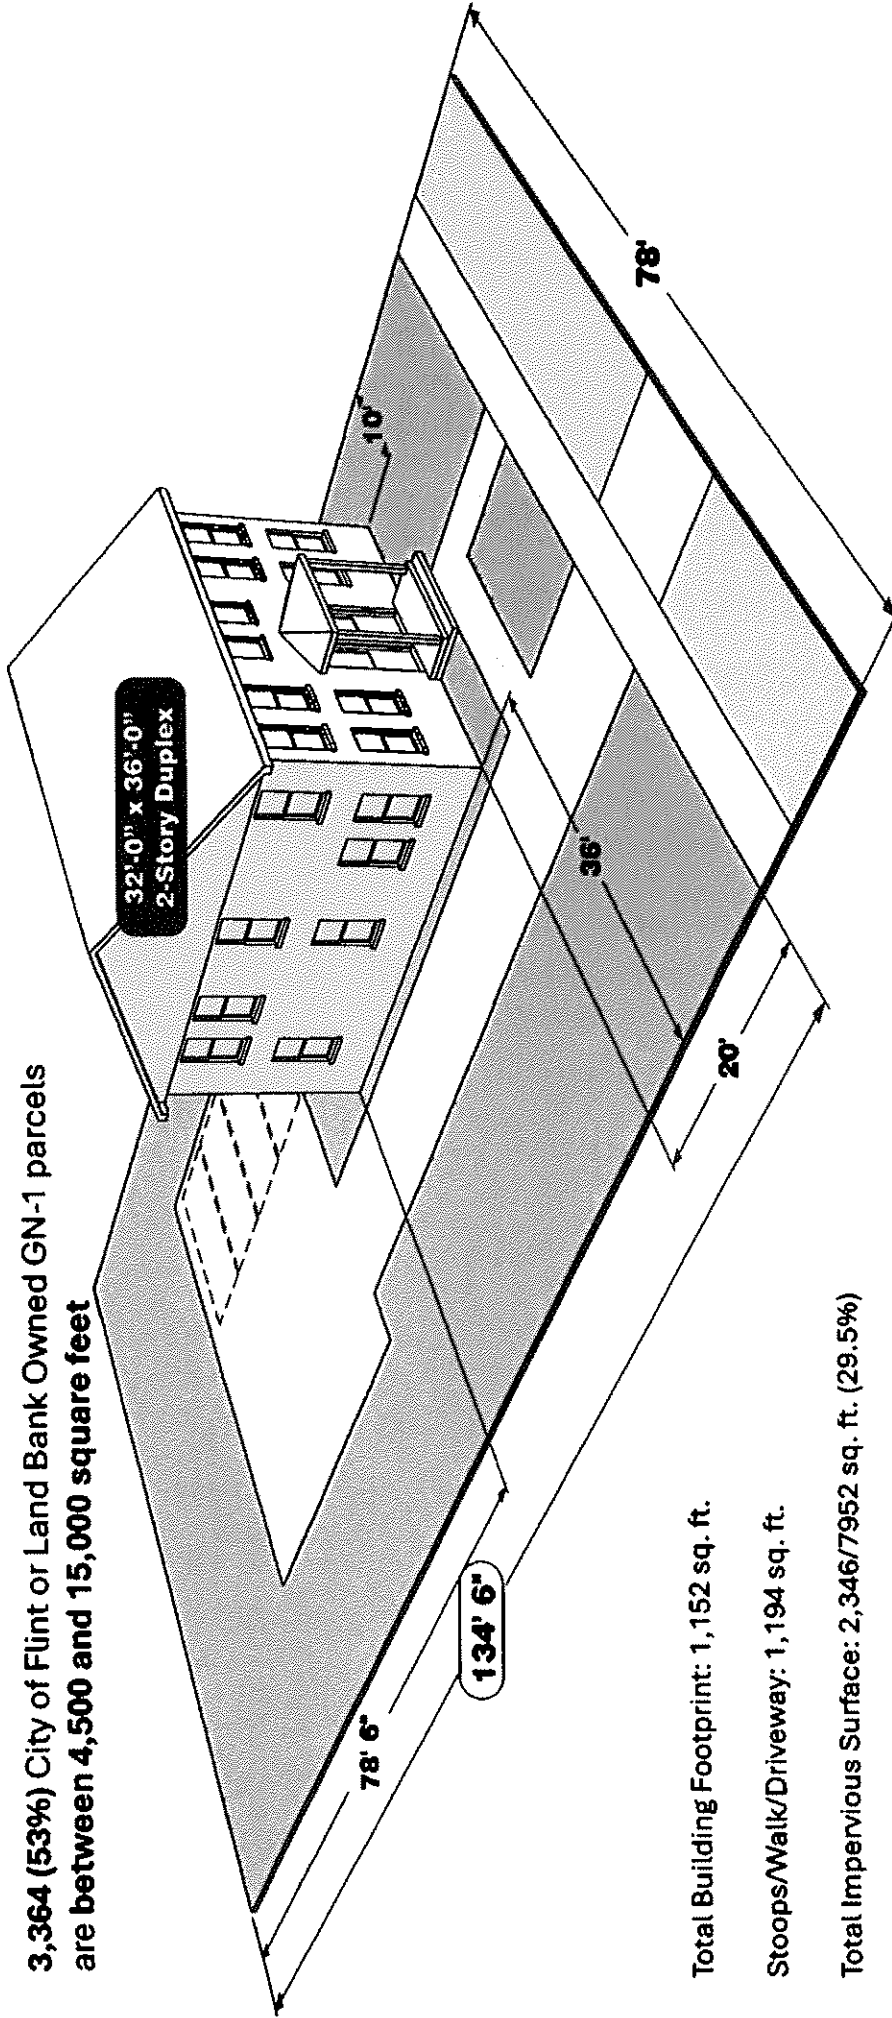 3,364 (53%) City of Flint or Land Bank Owned GN-1 parcels
are between 4,500 and 15,000 square feet
32'-0" x 36'-0"
2-Story Duplex
10'
78'
36'
20'
78' 6"
134' 6"
Total Building Footprint: 1,152 sq. ft.
Stoops/Walk/Driveway: 1,194 sq. ft.
Total Impervious Surface: 2,346/7952 sq. ft. (29.5%)